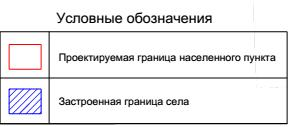 Условные обозначения
Проектируемая граница населенного пункта
Застроенная граница села